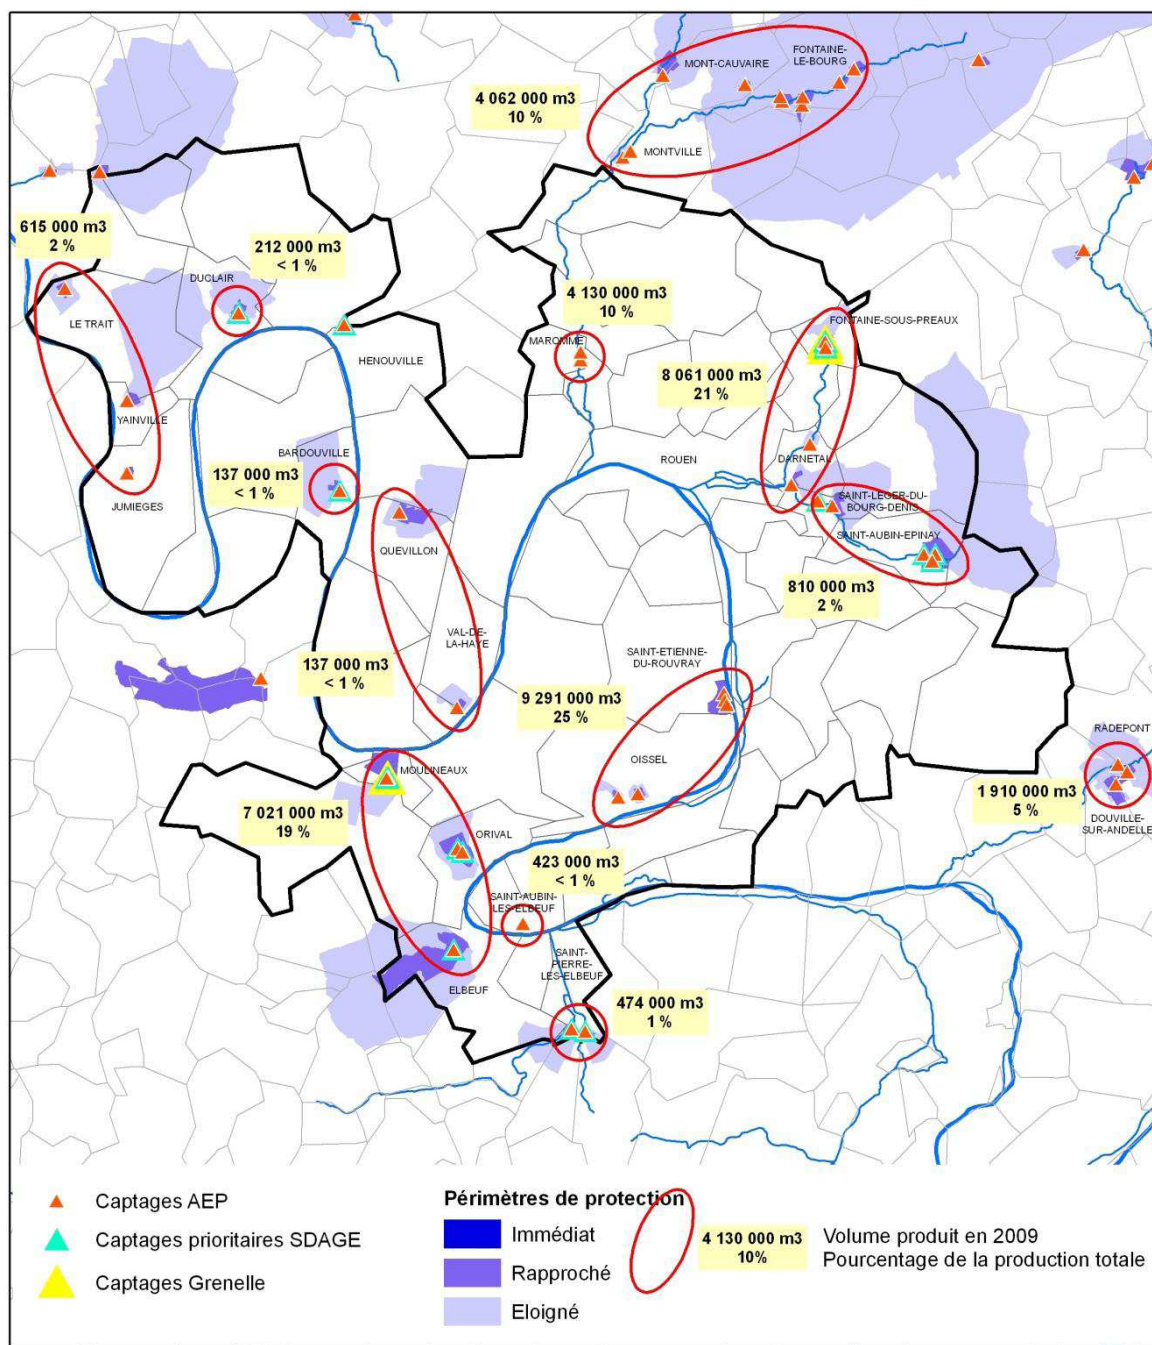 MONT-CAUVAIRE
FONTAINE-
LE-BOURG
4 062 000 m3
10 %
MONTVILLE
615 000 m3
2 %
212 000 m3
< 1 %
DUCLAIR
LE TRAIT
4 130 000 m3
10 %
MAROMME
FONTAINE-SOUS-PREAUX
HENOUVILLE
8 061 000 m3
21 %
YAINVILLE
BARDOUVILLE
137 000 m3
< 1 %
ROUEN
DARNETAL
SAINT-LEGER-DU-
BOURG-DENIS
JUMIEGES
QUEVILLON
SAINT-AUBIN-EPINAY
810 000 m3
2 %
VAL-DE-
LA-HAYE
137 000 m3
< 1 %
SAINT-ETIENNE-
DU-ROUVRAY
9 291 000 m3
25 %
OISSEL
RADEPONT
MOULINEAUX
1 910 000 m3
5 %
DOUVILLE-
SUR-ANDELLE
7 021 000 m3
19 %
ORIVAL
423 000 m3
< 1 %
SAINT-AUBIN-
LES-ELBEUF
SAINT-
PIERRE-
LES-ELBEUF
ELBEUF
474 000 m3
1 %
Captages AEP
Captages prioritaires SDAGE
Captages Grenelle
Périmètres de protection
Immédiat
Rapproché
Eloigné
4 130 000 m3
10%
Volume produit en 2009
Pourcentage de la production totale